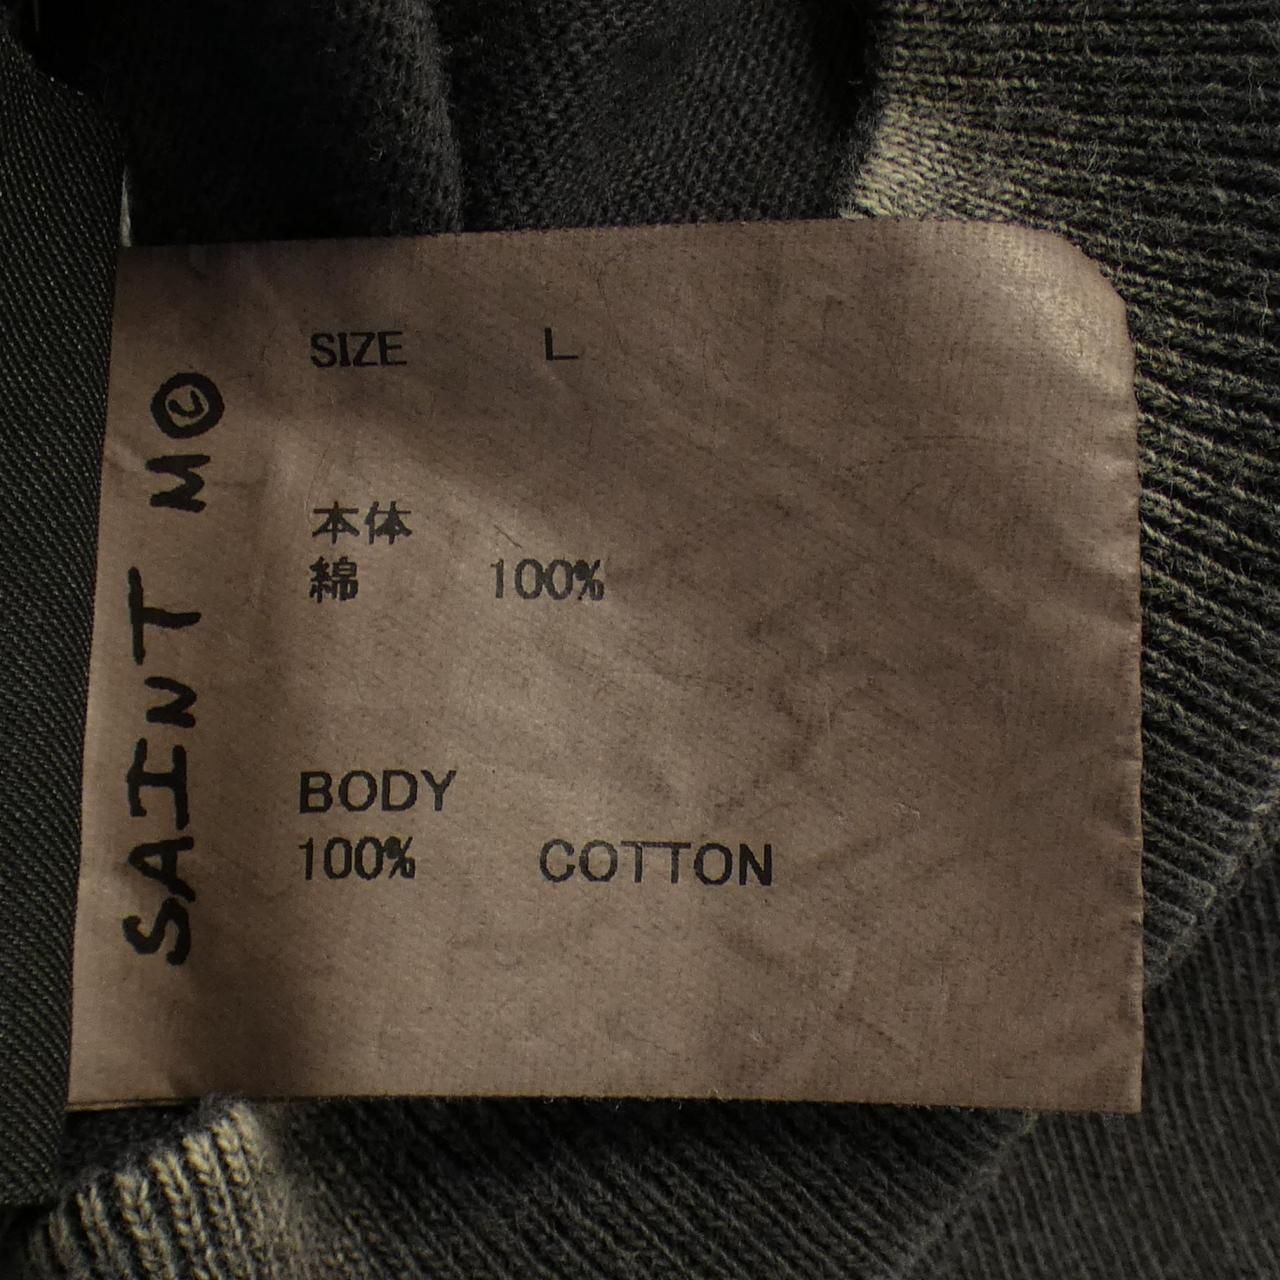 SAINT M©
SIZE L
本体
綿 100%
BODY
100% COTTON